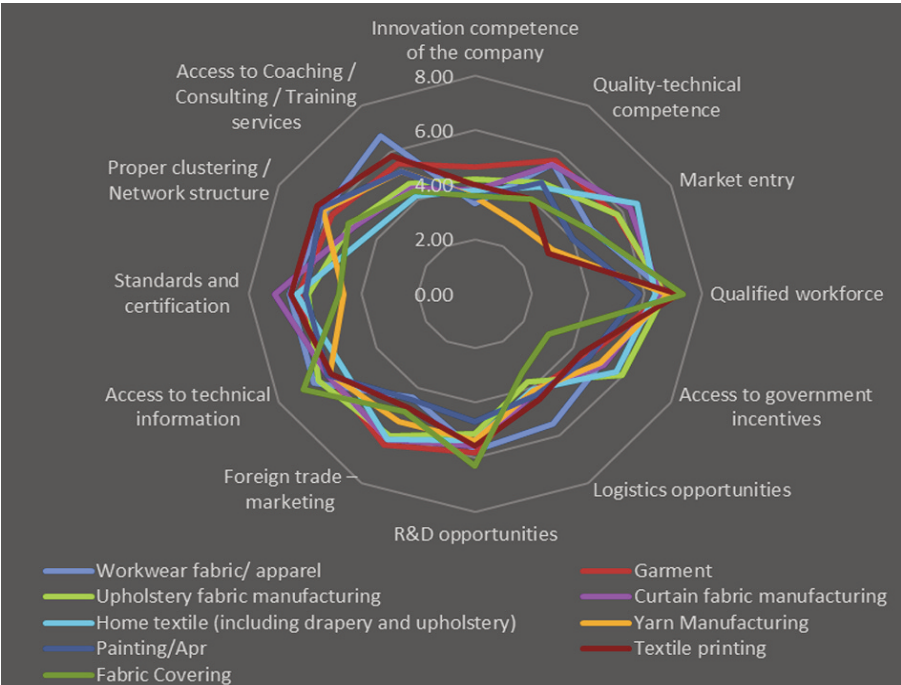 Innovation competence
of the company
Access to Coaching /
Consulting / Training
services
8.00
Quality-technical
competence
6.00
Proper clustering /
Network structure
4.00
Market entry
2.00
Standards and
certification
0.00
Qualified workforce
Access to technical
information
Access to government
incentives
Foreign trade –
marketing
Logistics opportunities
R&D opportunities
Workwear fabric/ apparel
Garment
Upholstery fabric manufacturing
Curtain fabric manufacturing
Home textile (including drapery and upholstery)
Yarn Manufacturing
Painting/Apr
Textile printing
Fabric Covering